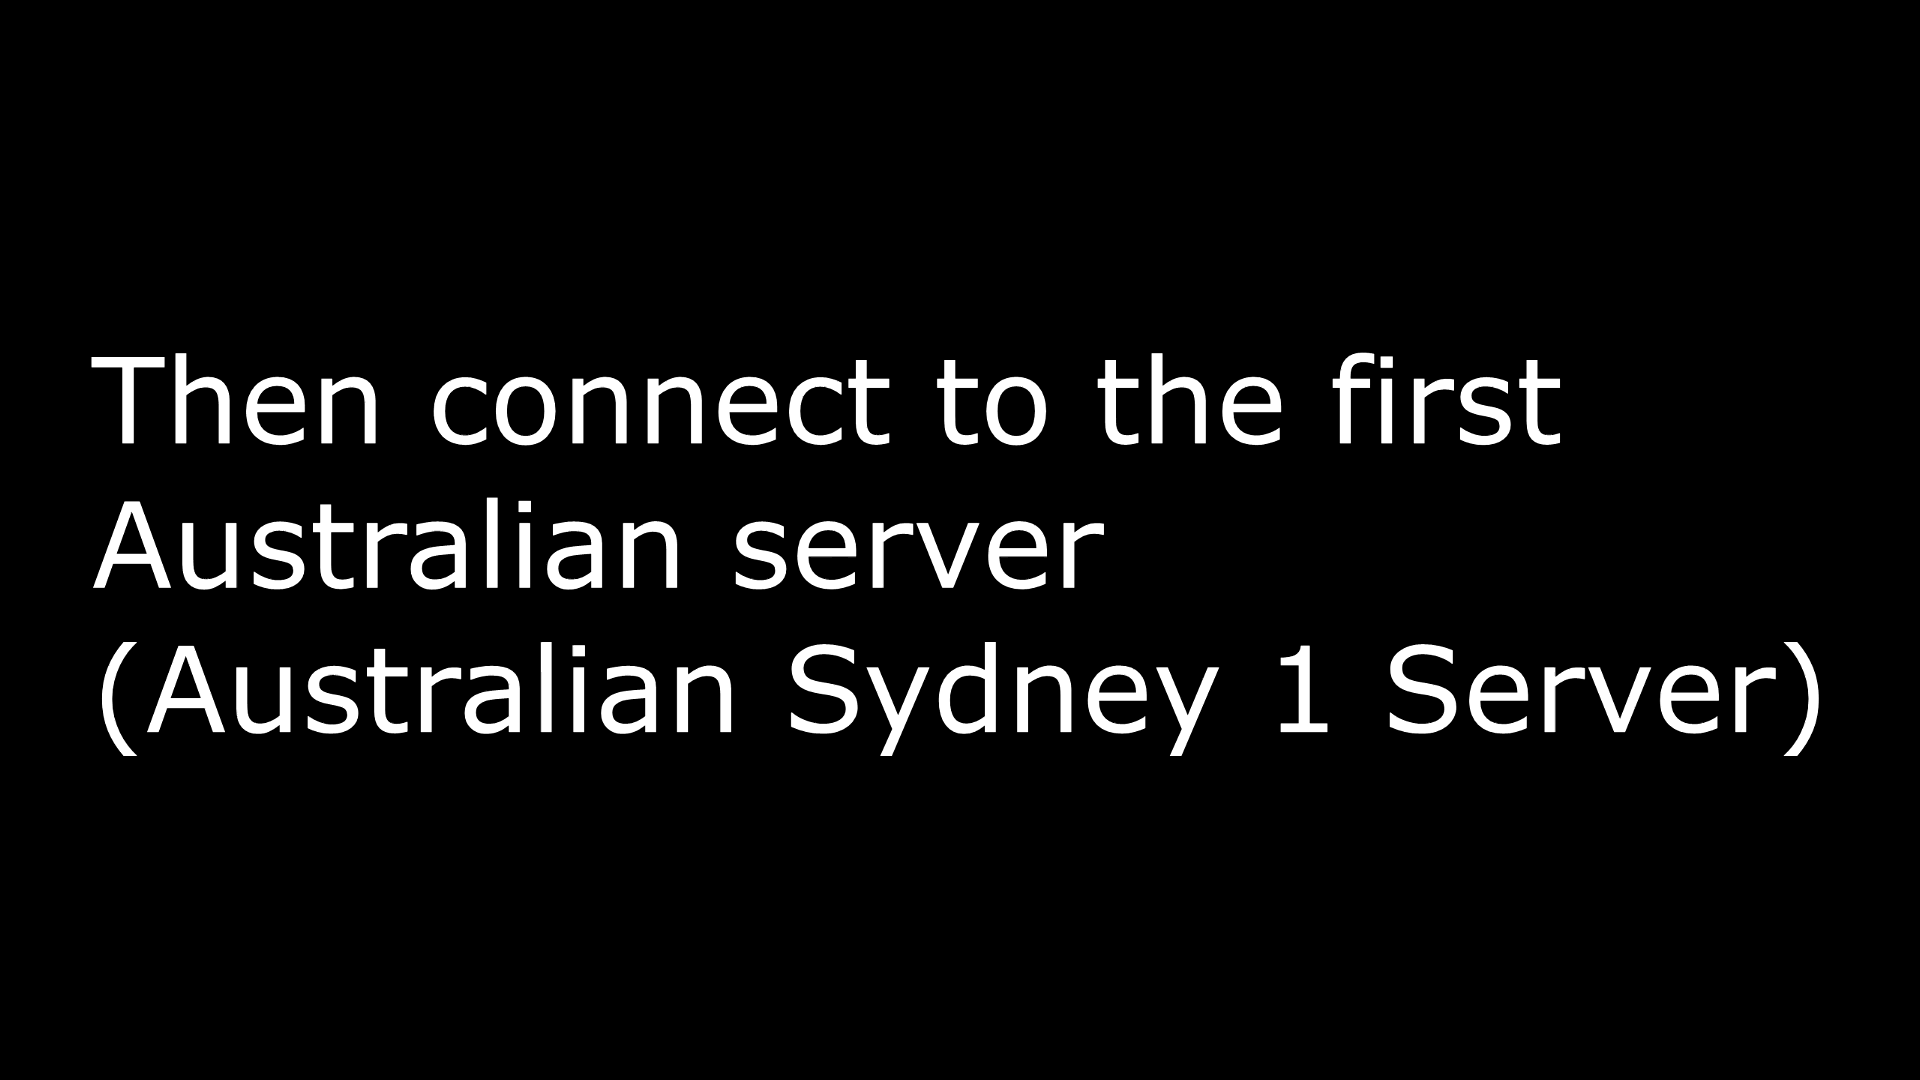 Then connect to the first
Australian server
(Australian Sydney 1 Server)